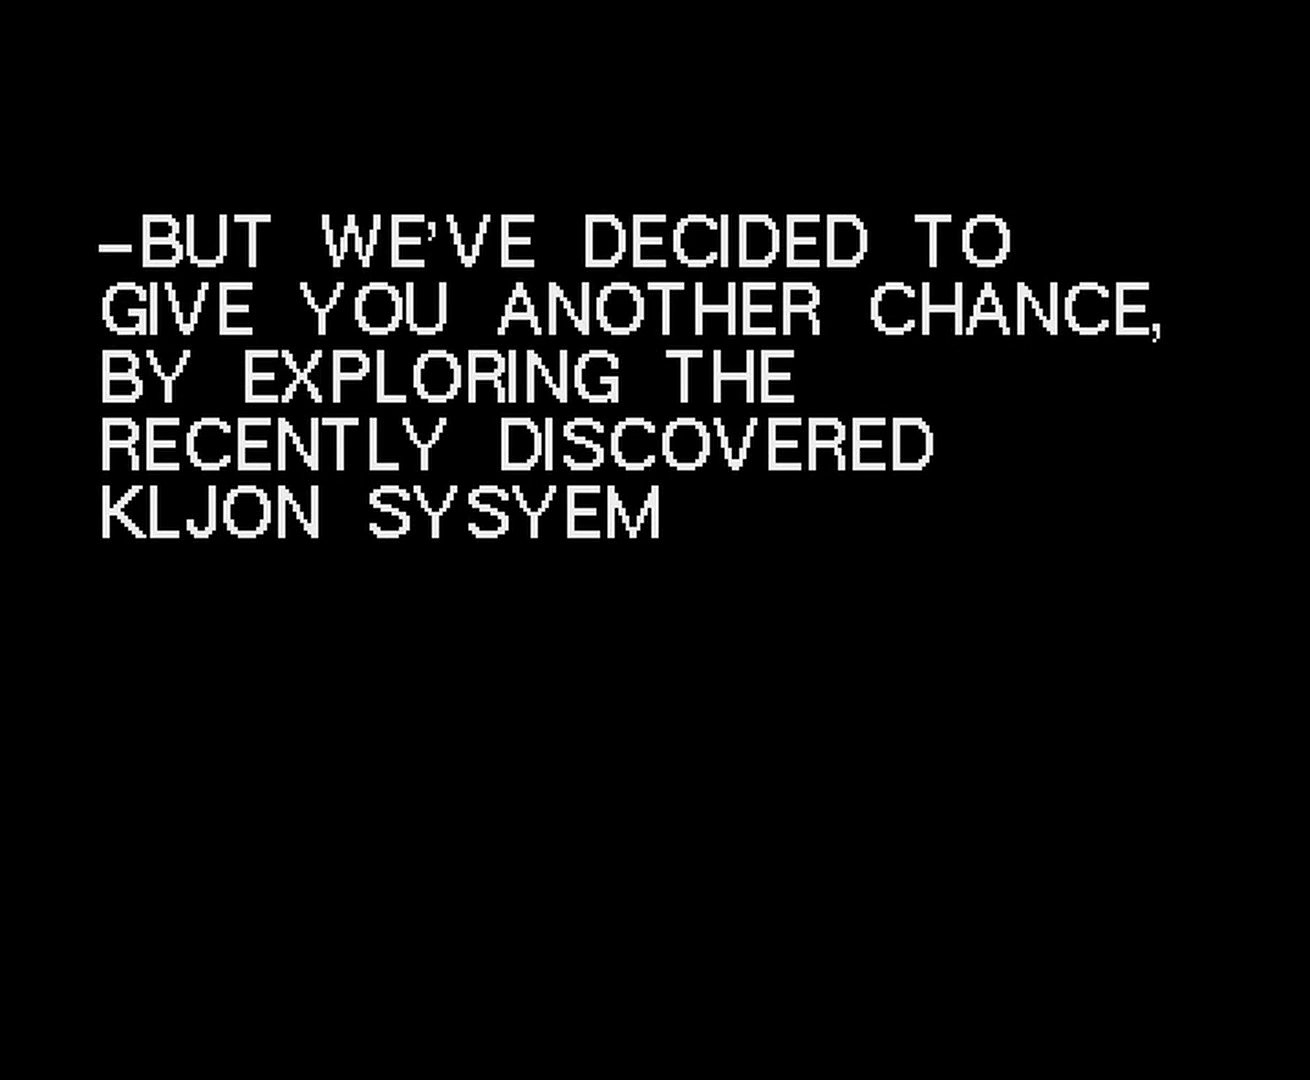 -BUT WE'VE DECIDED TO
GIVE YOU ANOTHER CHANCE,
BY EXPLORING THE
RECENTLY DISCOVERED
KLJON SYSYEM